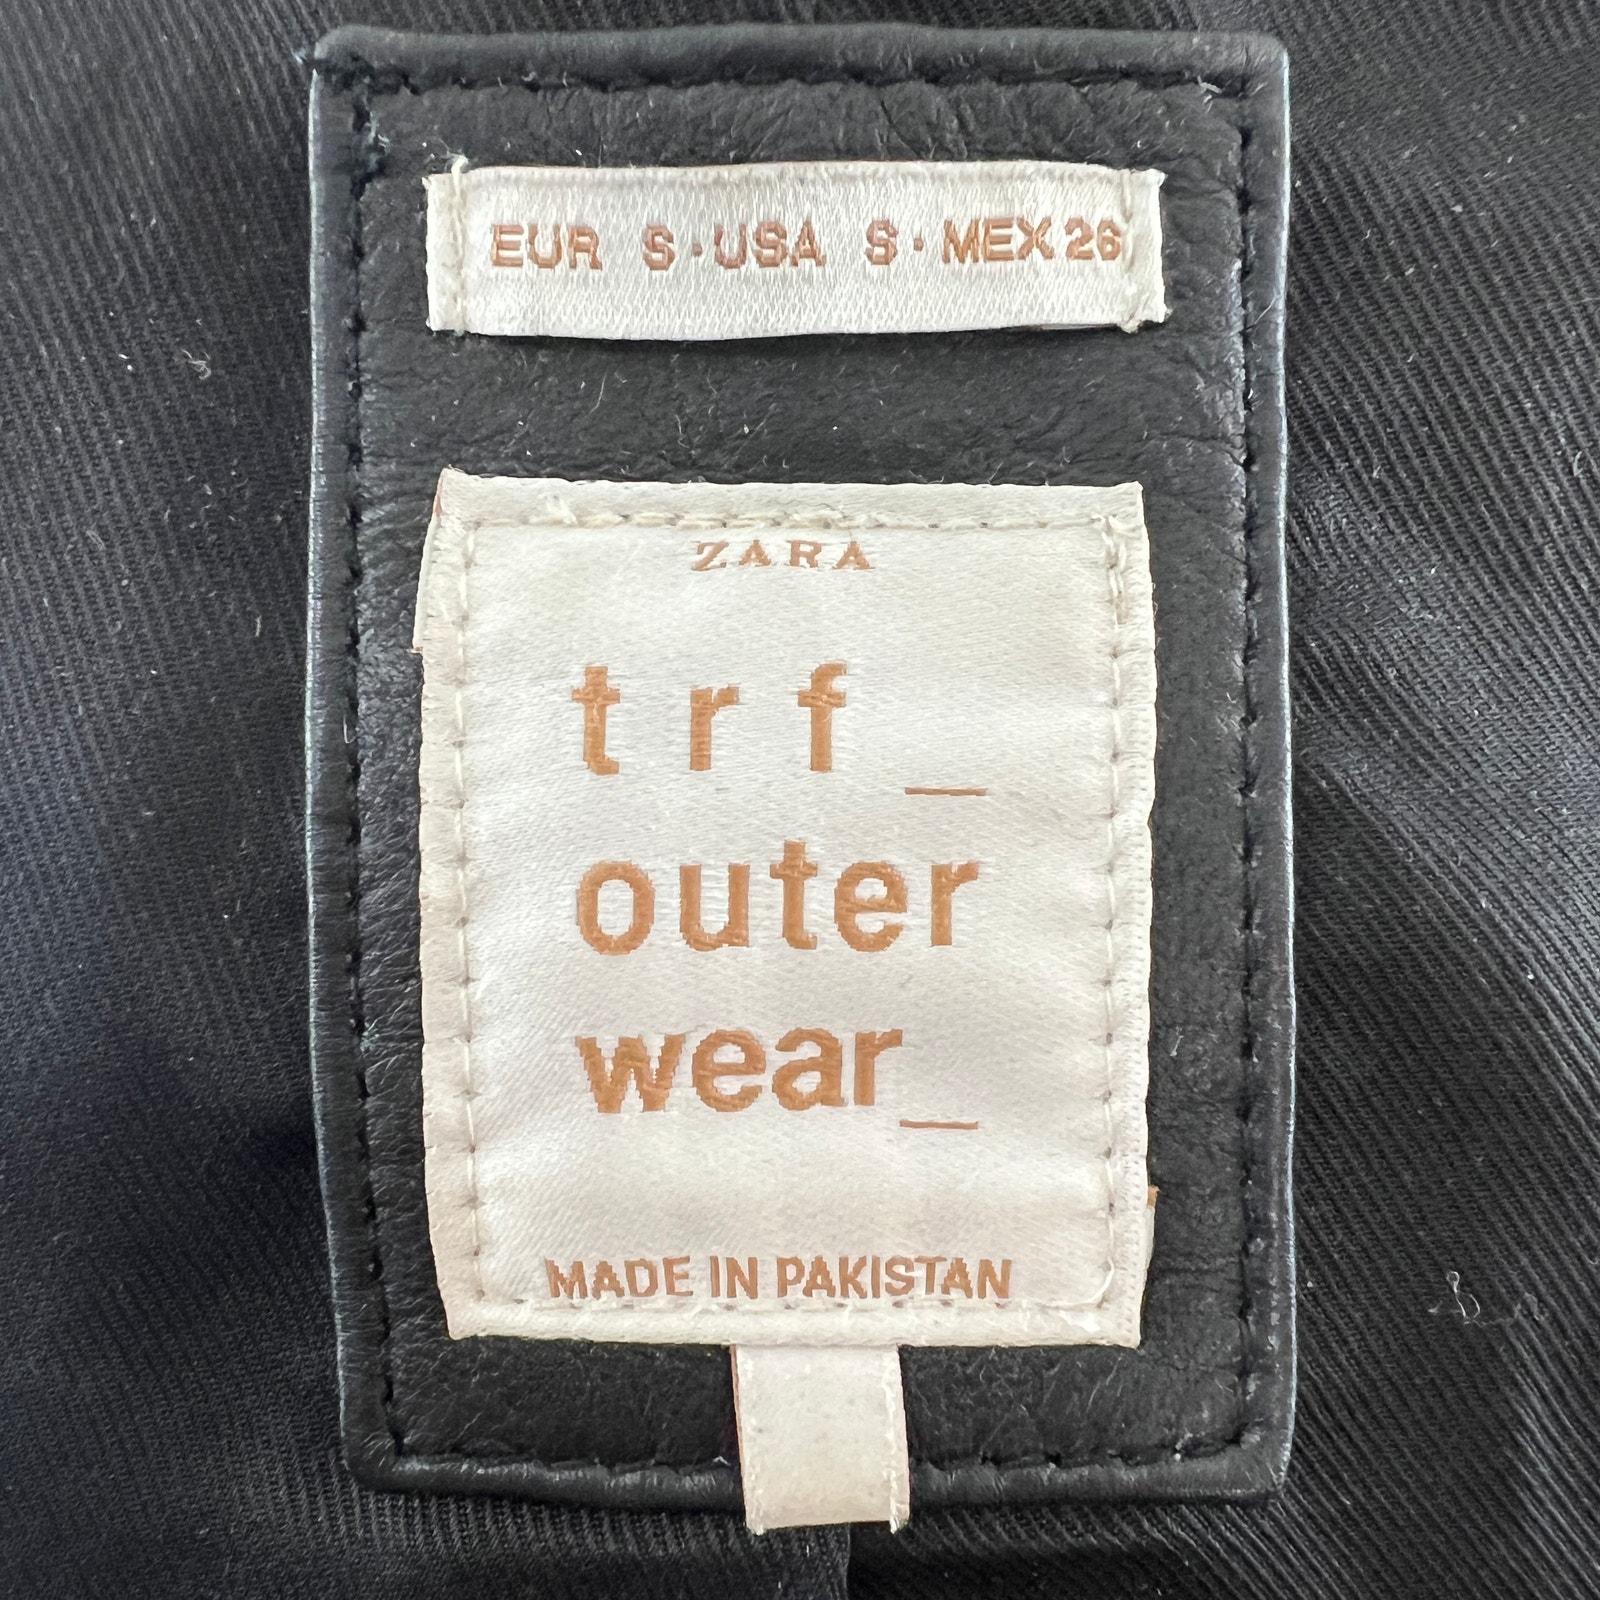 EUR S · USA S · MEX 26
ZARA
trf_
outer
wear_
MADE IN PAKISTAN